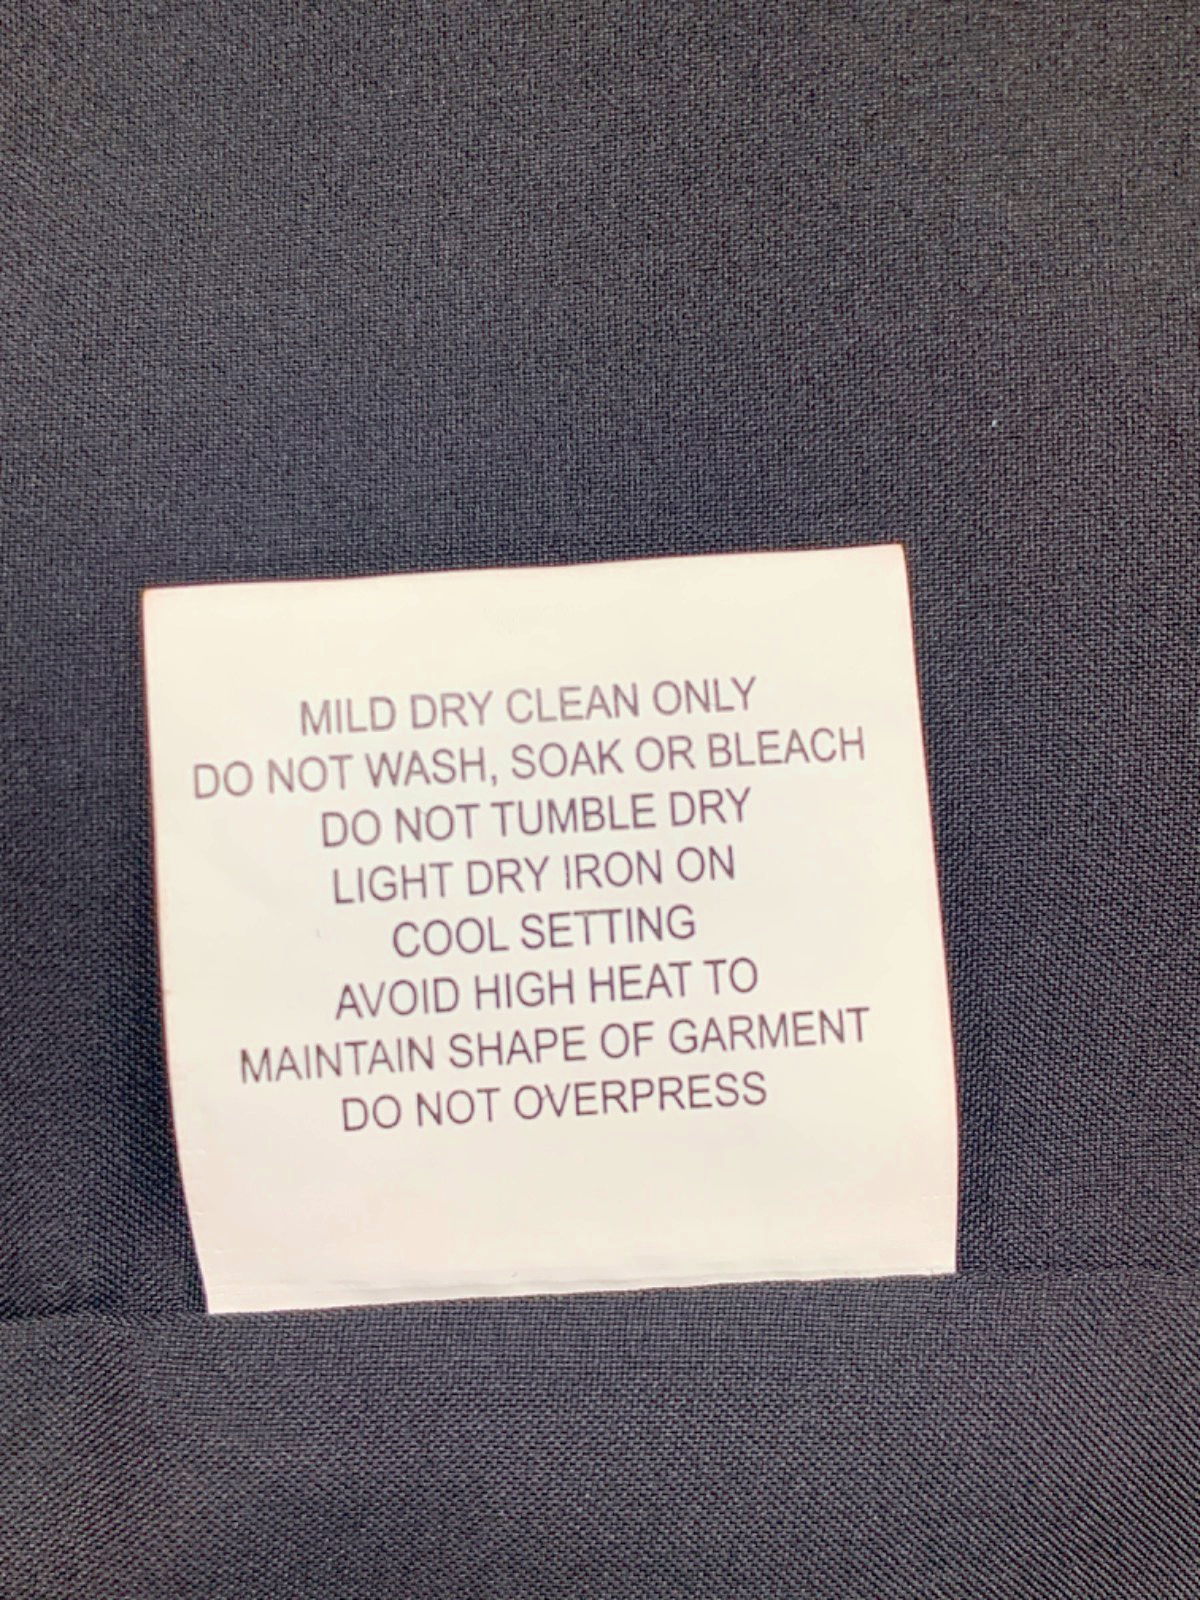 MILD DRY CLEAN ONLY
DO NOT WASH, SOAK OR BLEACH
DO NOT TUMBLE DRY
LIGHT DRY IRON ON
COOL SETTING
AVOID HIGH HEAT TO
MAINTAIN SHAPE OF GARMENT
DO NOT OVERPRESS